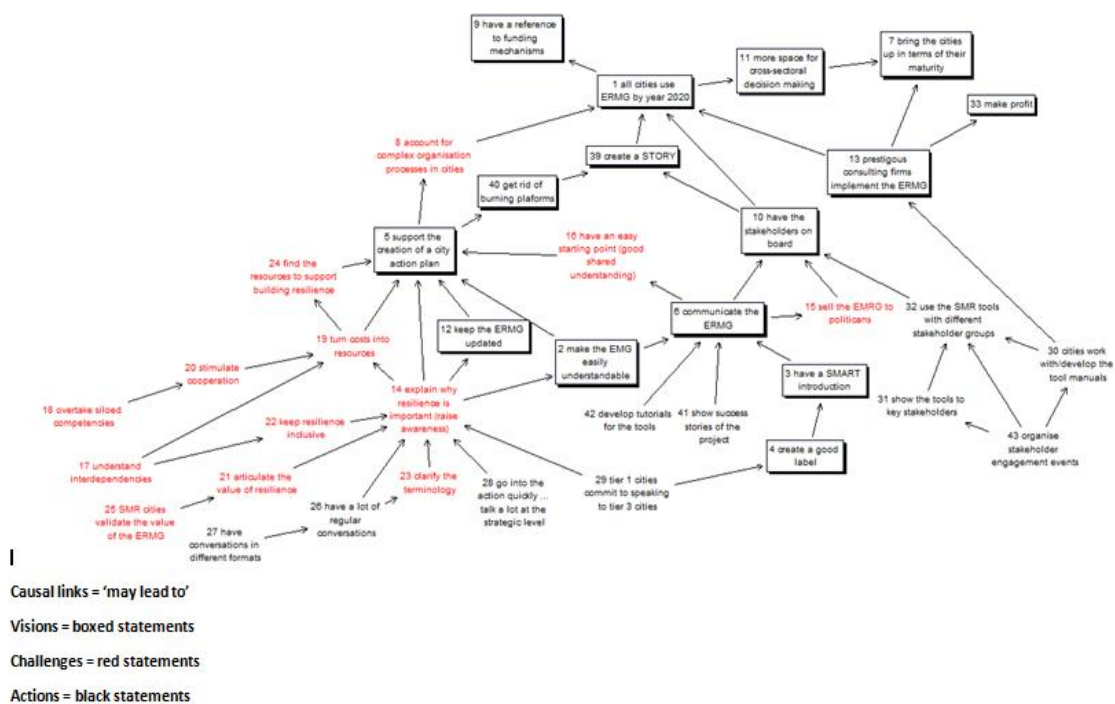 9 have a reference
to funding
mechanisms
7 bring the cities
up in terms of their
maturity
11 more space for
cross-sectoral
decision making
1 all cities use
ERMG by year 2020
33 make profit
8 account for
complex organisation
processes in cities
39 create a STORY
13 prestigious
consulting firms
implement the ERMG
40 get rid of
burning plaforms
10 have the
stakeholders on
board
5 support the
creation of a city
action plan
16 have an easy
starting point (good
shared
understanding)
24 find the
resources to support
building resilience
6 communicate the
ERMG
15 sell the EMRG to
politicans
32 use the SMR tools
with different
stakeholder groups
12 keep the ERMG
updated
19 turn costs into
resources
2 make the EMG
easily
understandable
30 cities work
with/develop the
tool manuals
20 stimulate
cooperation
3 have a SMART
introduction
14 explain why
resilience is
important (raise
awareness)
31 show the tools to
key stakeholders
18 overtake siloed
competencies
22 keep resilience
inclusive
42 develop tutorials
for the tools
41 show success
stories of the
project
43 organise
stakeholder
engagement events
4 create a good
label
17 understand
interdependencies
21 articulate the
value of resilience
23 clarify the
terminology
28 go into the
action quickly ...
talk a lot at the
strategic level
29 tier 1 cities
commit to speaking
to tier 3 cities
25 SMR cities
validate the value
of the ERMG
26 have a lot of
regular
conversations
27 have
conversations in
different formats
Causal links = ‘may lead to’
Visions = boxed statements
Challenges = red statements
Actions = black statements